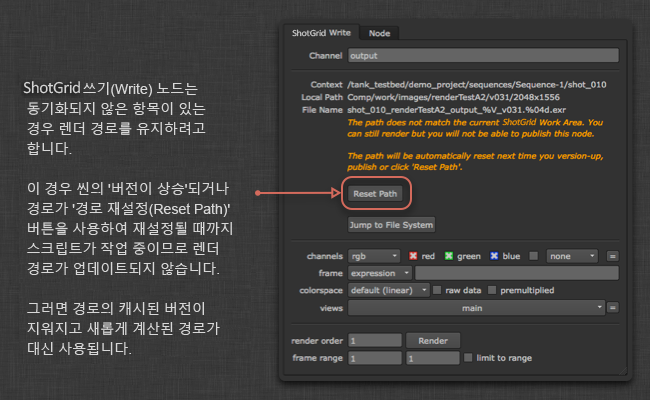 ShotGrid 쓰기(Write) 노드는
동기화되지 않은 항목이 있는
경우 렌더 경로를 유지하려고
합니다.
이 경우 씬의 '버전이 상승'되거나
경로가 '경로 재설정(Reset Path)'
버튼을 사용하여 재설정될 때까지
스크립트가 작업 중이므로 렌더
경로가 업데이트되지 않습니다.
그러면 경로의 캐시된 버전이
지워지고 새롭게 계산된 경로가
대신 사용됩니다.
ShotGrid Write Node
Channel output
Context /tank_testbed/demo_project/sequences/Sequence-1/shot_010
Local Path Comp/work/images/renderTestA2/v031/2048x1556
File Name shot_010_renderTestA2_output_%V_v031.%04d.exr
The path does not match the current ShotGrid Work Area. You
can still render but you will not be able to publish this node.
The path will be automatically reset next time you version-up,
publish or click 'Reset Path'.
Reset Path
Jump to File System
channels rgb red green blue none =
frame expression
colorspace default (linear) raw data premultiplied
views main =
render order 1 Render
frame range 1 1 limit to range